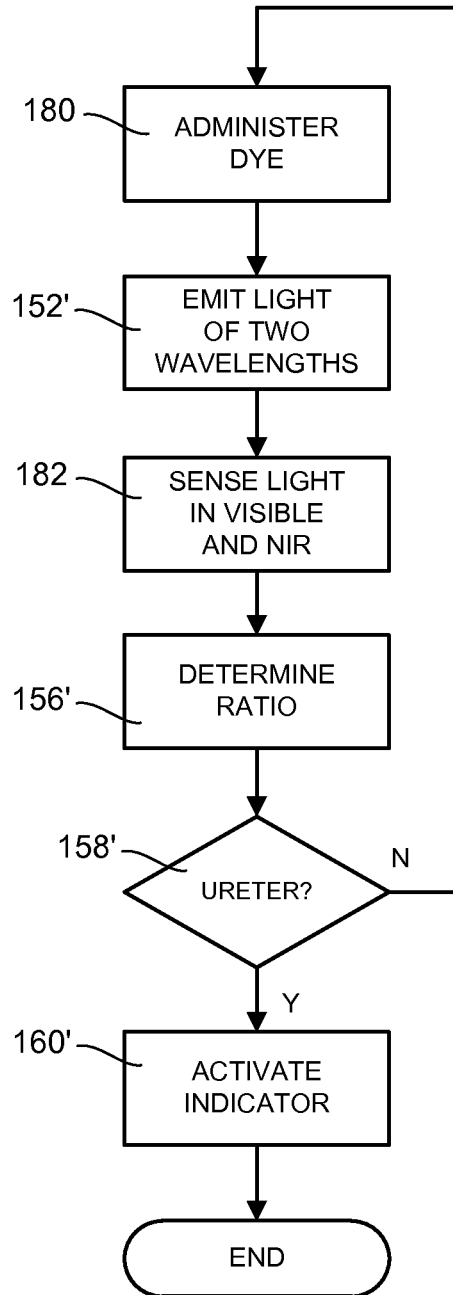 180
ADMINISTER
DYE
152'
EMIT LIGHT
OF TWO
WAVELENGTHS
182
SENSE LIGHT
IN VISIBLE
AND NIR
156'
DETERMINE
RATIO
158'
URETER?
N
Y
160'
ACTIVATE
INDICATOR
END